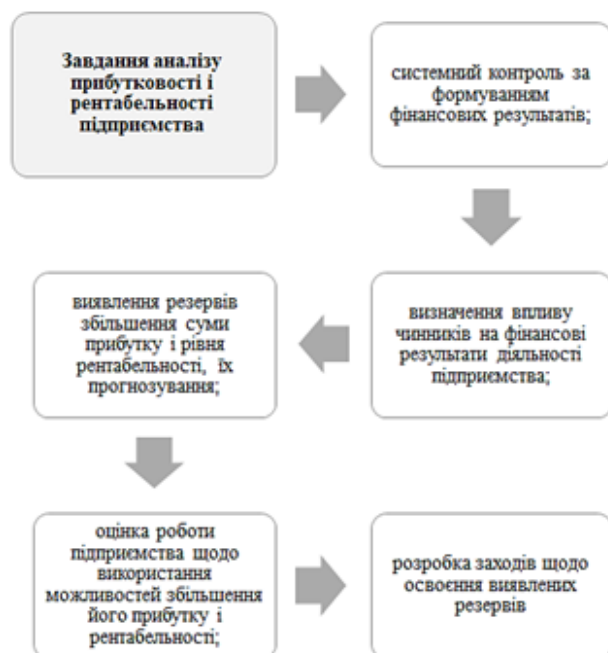 Завдання аналізу
прибутковості і
рентабельності
підприємства
системний контроль за
формуванням
фінансових результатів;
визначення впливу
чинників на фінансові
результати діяльності
підприємства;
виявлення резервів
збільшення суми
прибутку і рівня
рентабельності, їх
прогнозування;
оцінка роботи
підприємства щодо
використання
можливостей збільшення
його прибутку і
рентабельності;
розробка заходів щодо
освоєння виявлених
резервів